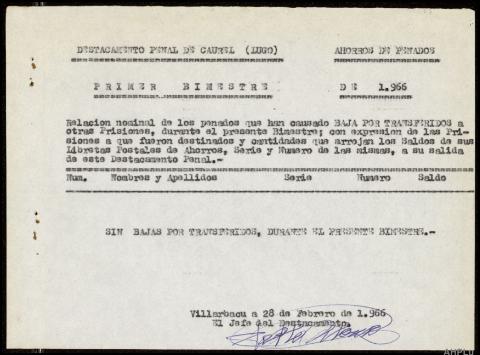 DESTACAMENTO PENAL DE CAUREL (LUGO) AHORROS DE PENADOS
PRIMER BIMESTRE DE 1.966
Relacion nominal de los penados que han causado BAJA POR TRANSFERIDOS a
otras Prisiones, durante el presente Bimestre; con expresion de las Pri-
siones a que fueron destinados y cantidades que arrojan los Saldos de sus
Libretas Postales de Ahorros, Serie y Numero de las mismas, a su salida
de este Destacamento Penal.-
Num. Nombres y Apellidos Serie Numero Saldo
SIN BAJAS POR TRANSFERIDOS, DURANTE EL PRESENTE BIMESTRE.-
Villarbacu a 28 de Febrero de 1.966
El Jefe del Destacamento,
AHPLU